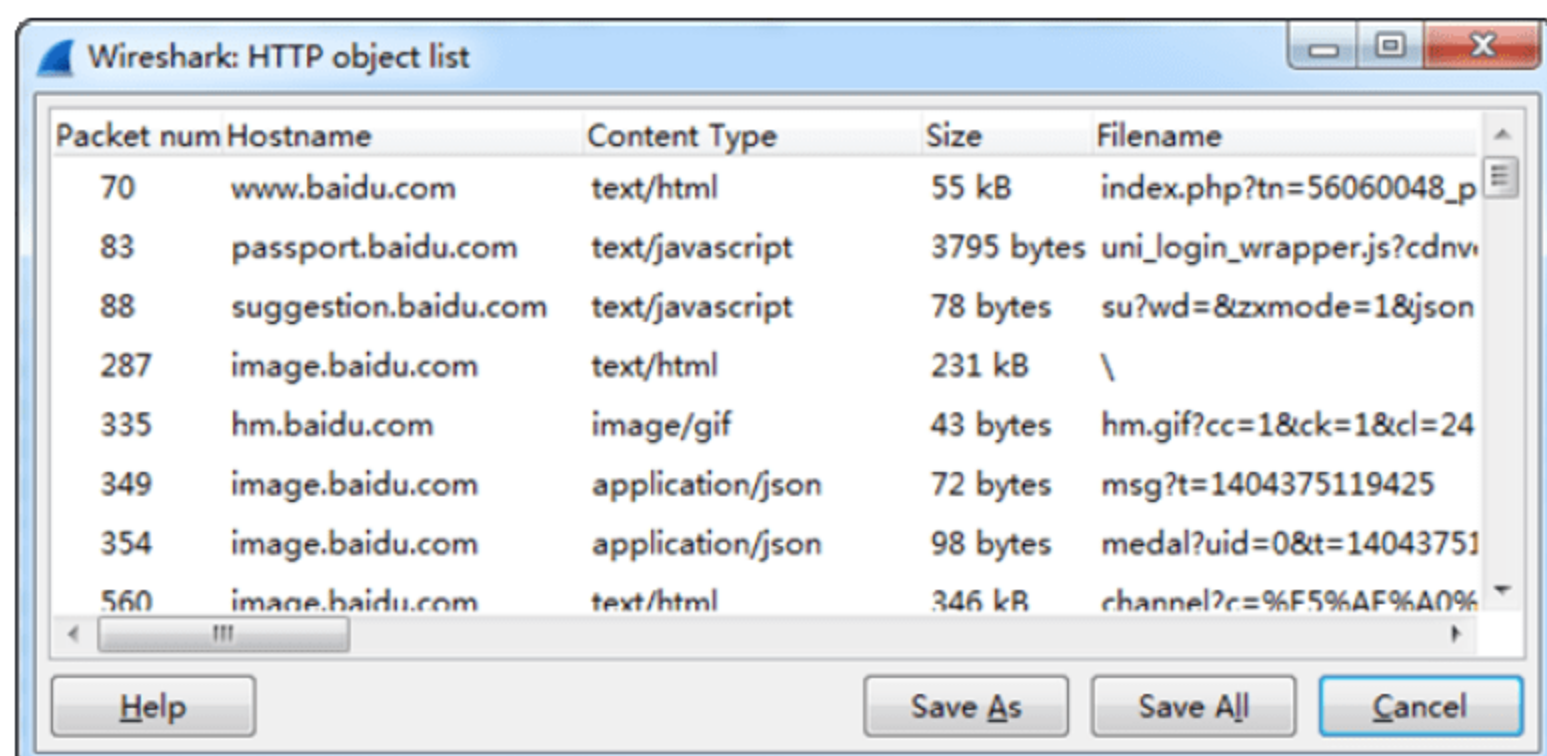 Wireshark: HTTP object list
Packet num Hostname Content Type Size Filename
70 www.baidu.com text/html 55 kB index.php?tn=56060048_p
83 passport.baidu.com text/javascript 3795 bytes uni_login_wrapper.js?cdnv
88 suggestion.baidu.com text/javascript 78 bytes su?wd=&zxmode=1&json
287 image.baidu.com text/html 231 kB \
335 hm.baidu.com image/gif 43 bytes hm.gif?cc=1&ck=1&cl=24
349 image.baidu.com application/json 72 bytes msg?t=1404375119425
354 image.baidu.com application/json 98 bytes medal?uid=0&t=14043751
560 image.baidu.com text/html 346 kB channel?c=%E5%AF%A0%
Help Save As Save All Cancel